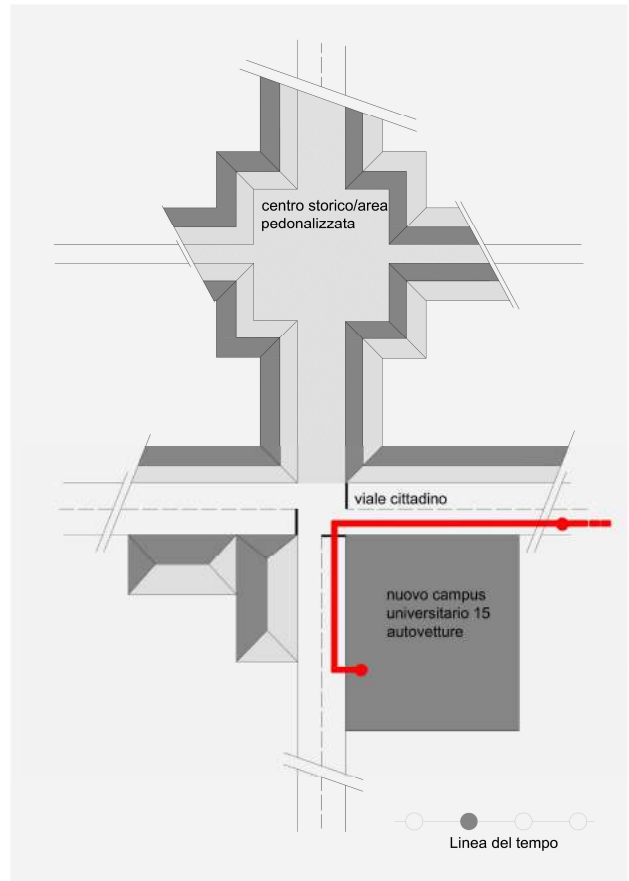 centro storico/area
pedonalizzata
viale cittadino
nuovo campus
universitario 15
autovetture
Linea del tempo